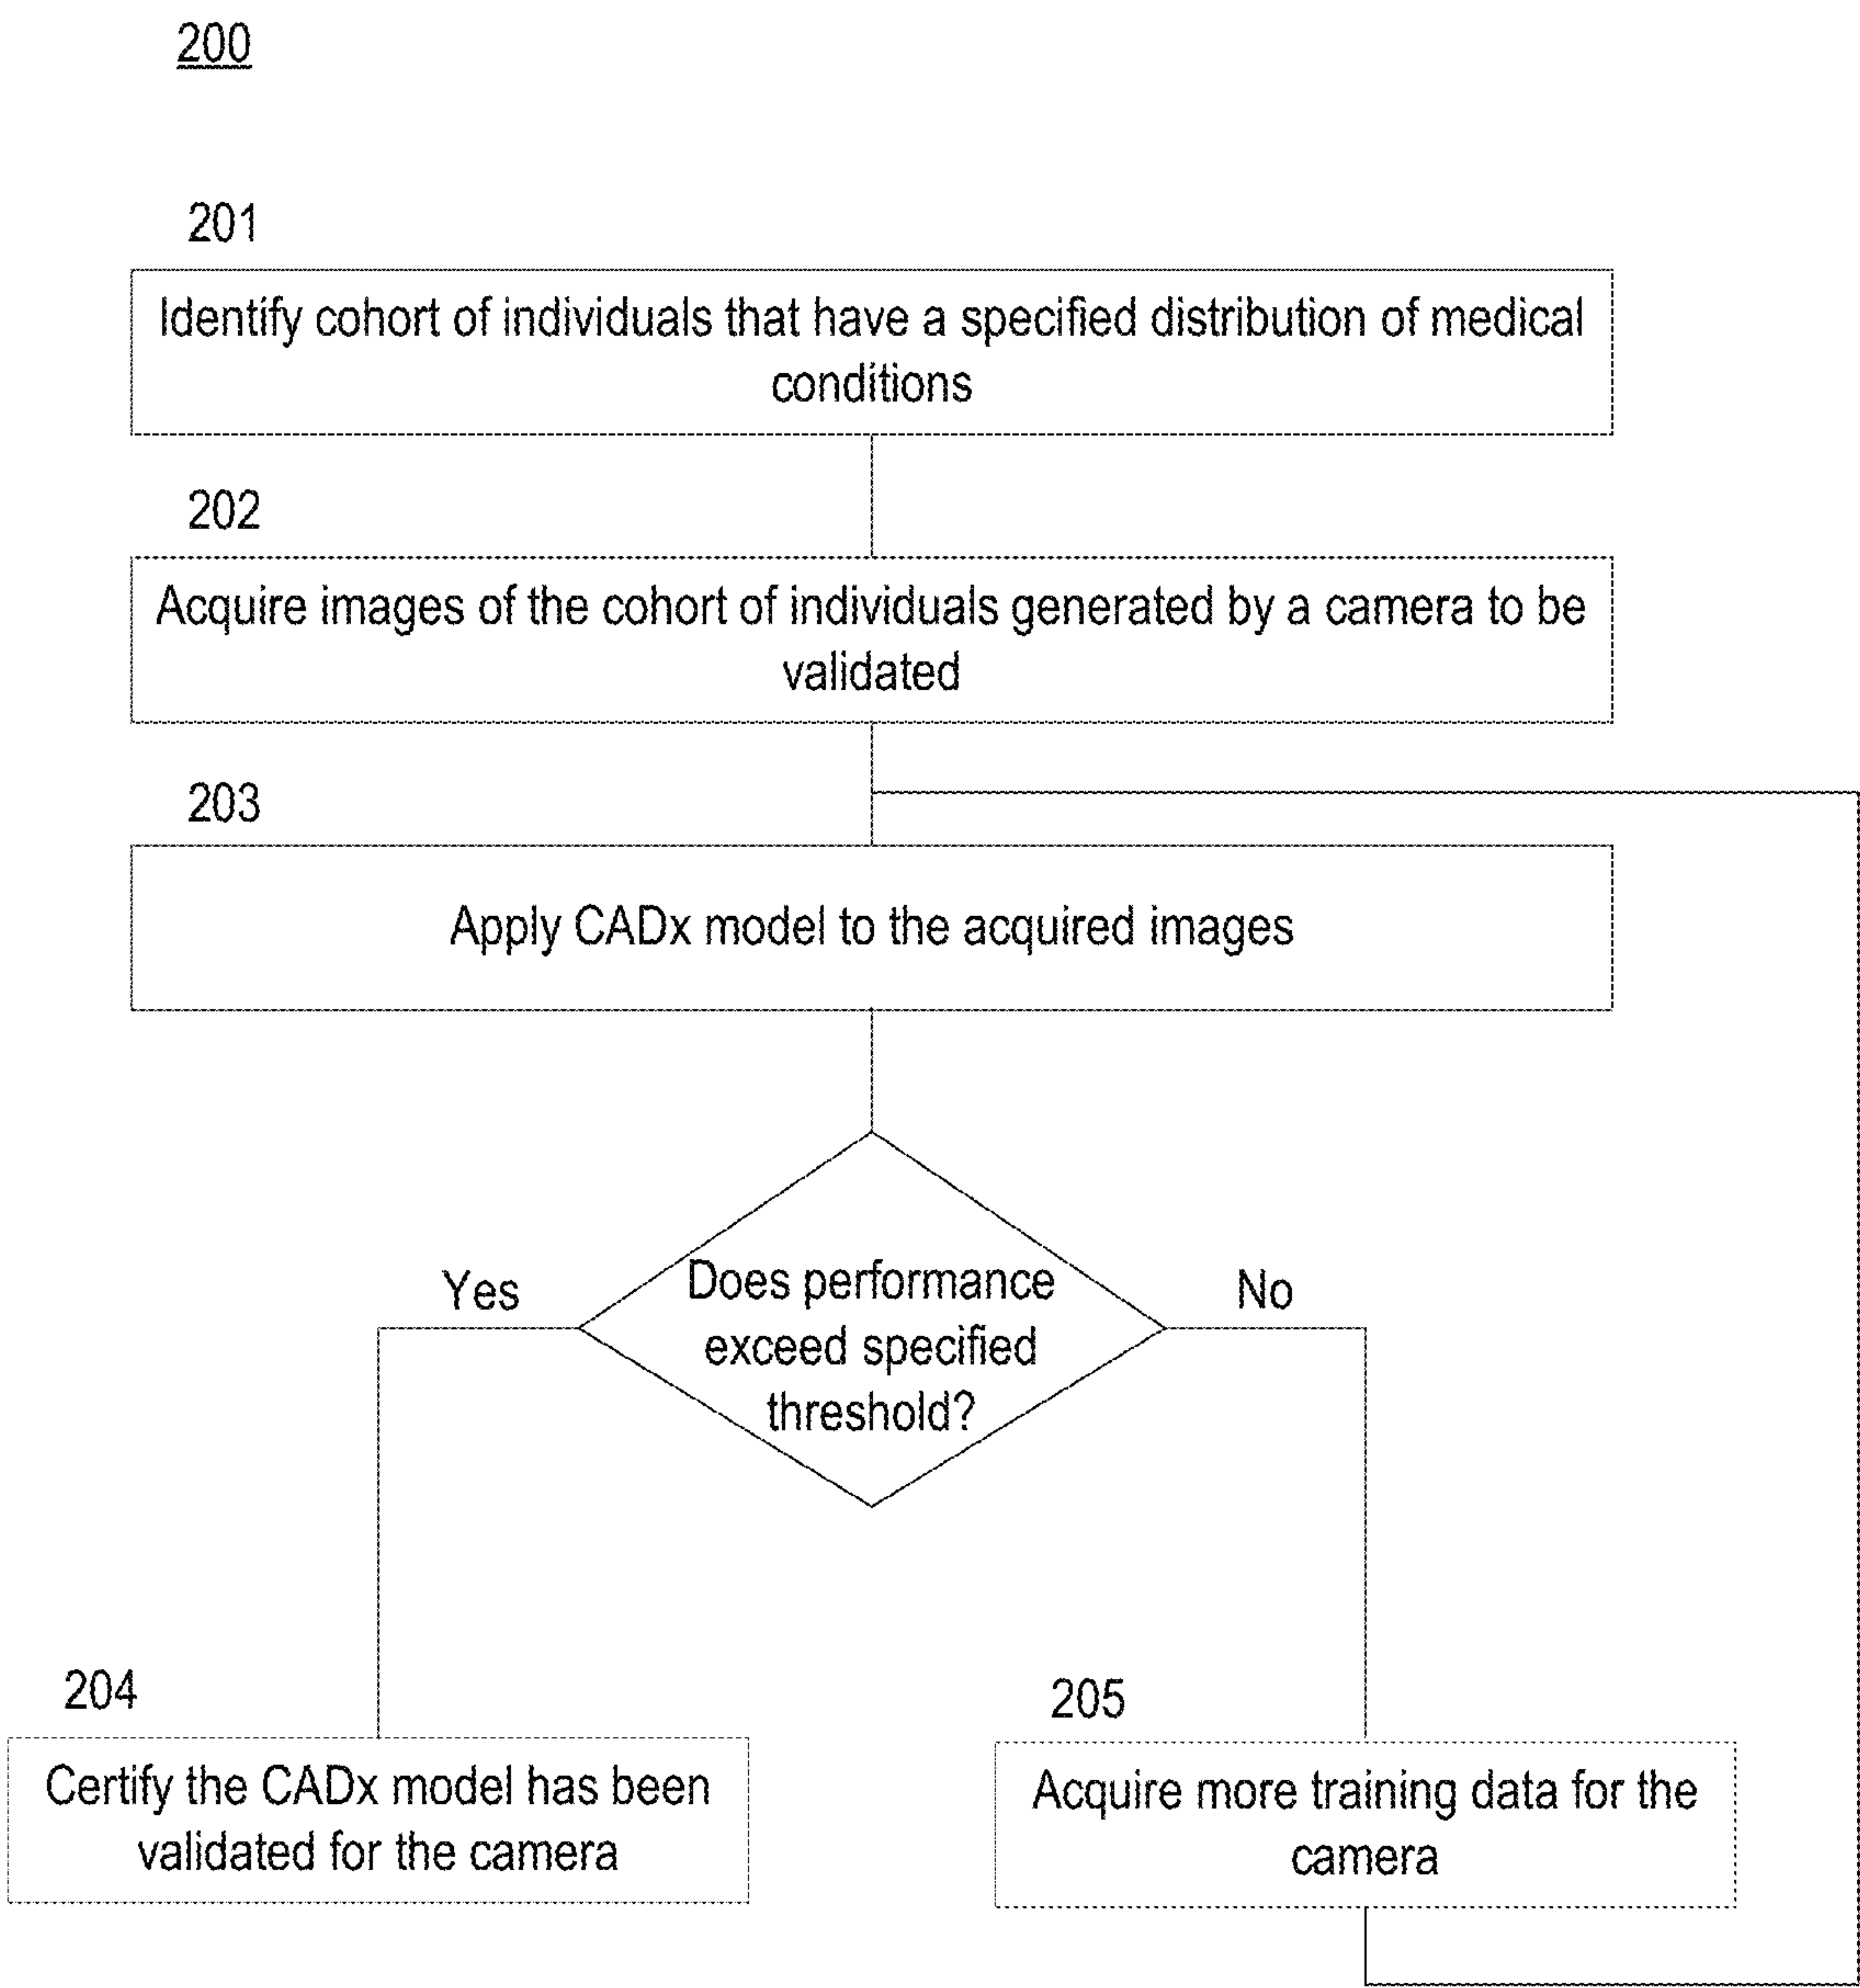 200
201
Identify cohort of individuals that have a specified distribution of medical
conditions
202
Acquire images of the cohort of individuals generated by a camera to be
validated
203
Apply CADx model to the acquired images
Does performance
exceed specified
threshold?
Yes
No
204
Certify the CADx model has been
validated for the camera
205
Acquire more training data for the
camera